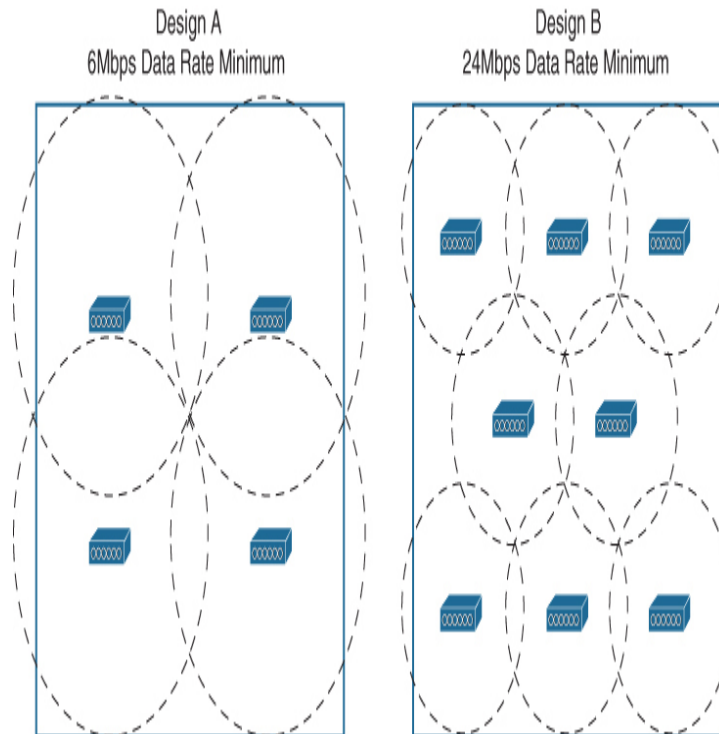 Design A
6Mbps Data Rate Minimum
Design B
24Mbps Data Rate Minimum